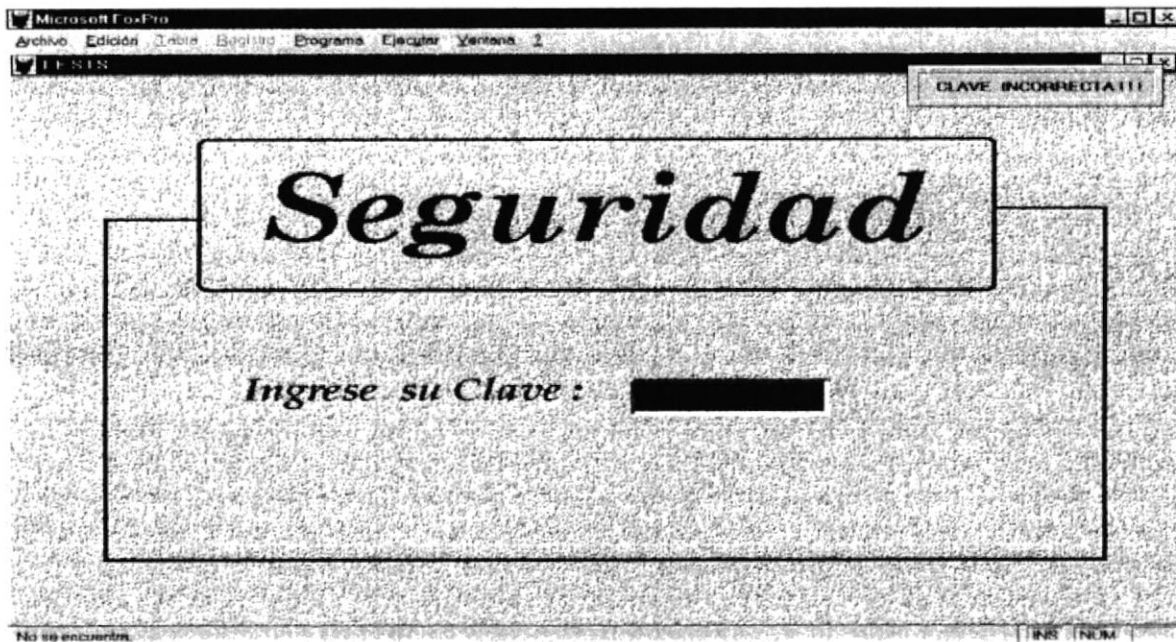 Microsoft FoxPro
Archivo Edición Tabla Registro Programa Ejecutar Ventana ?
TESIS
CLAVE INCORRECTA!!!
Seguridad
Ingrese su Clave :
No se encuentra.
INS NUM